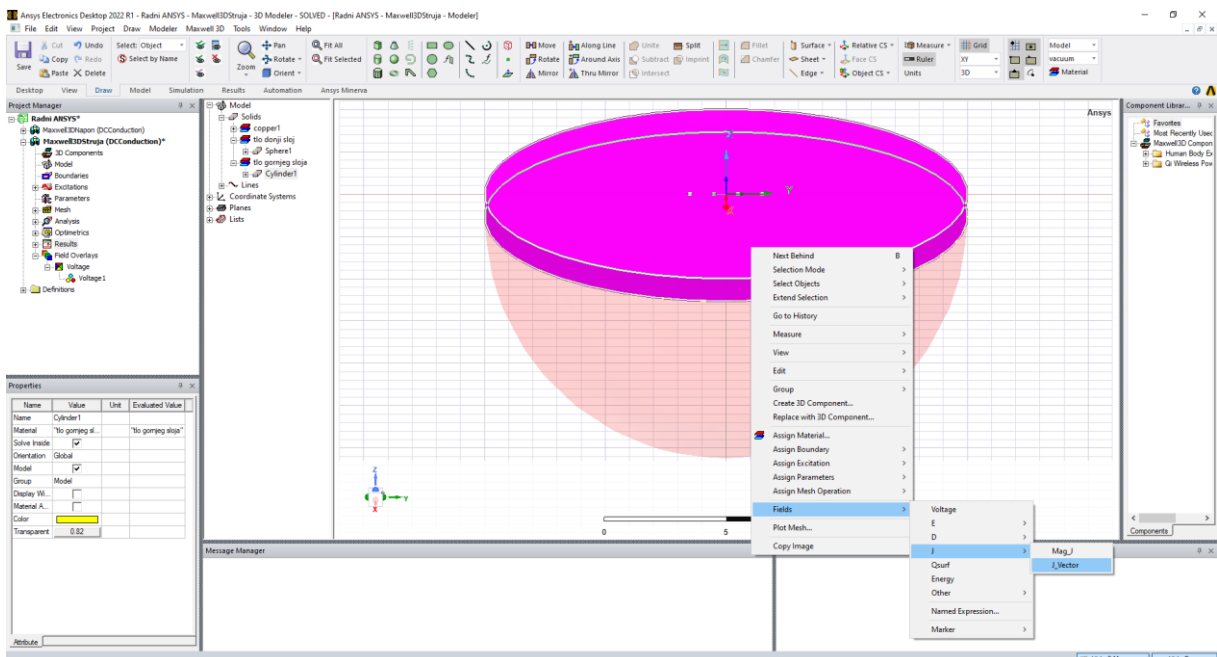 Ansys Electronics Desktop 2022 R1 - Radni ANSYS - Maxwell3DStruja - 3D Modeler - SOLVED - [Radni ANSYS - Maxwell3DStruja - Modeler]
File Edit View Project Draw Modeler Maxwell 3D Tools Window Help
Save
Cut Undo
Copy Redo
Paste Delete
Select: Object
Select by Name
Zoom
Pan
Rotate
Orient
Fit All
Fit Selected
Move Along Line Unite Split Fillet Surface Relative CS Measure Grid Model
Rotate Around Axis Subtract Imprint Chamfer Sheet Face CS Ruler XY vacuum
Mirror Thru Mirror Intersect Edge Object CS Units 3D Material
Desktop View Draw Model Simulation Results Automation Ansys Minerva
Project Manager
Radni ANSYS*
Maxwell3DNapon (DCConduction)
Maxwell3DStruja (DCConduction)*
3D Components
Model
Boundaries
Excitations
Parameters
Mesh
Analysis
Optimetrics
Results
Field Overlays
Voltage
Voltage1
Definitions
Model
Solids
copper1
tlo donji sloj
Sphere1
tlo gornjeg sloja
Cylinder1
Lines
Coordinate Systems
Planes
Lists
Ansys
Z
Y
X
Z
Y
X
0 5
Next Behind B
Selection Mode
Select Objects
Extend Selection
Go to History
Measure
View
Edit
Group
Create 3D Component...
Replace with 3D Component...
Assign Material...
Assign Boundary
Assign Excitation
Assign Parameters
Assign Mesh Operation
Fields
Plot Mesh...
Copy Image
Voltage
E
D
J
Qsurf
Energy
Other
Named Expression...
Marker
Mag_J
J_Vector
Component Librar...
Favorites
Most Recently Used
Maxwell3D Compon
Human Body Ex
Qi Wireless Pow
Components
Properties
Name Value Unit Evaluated Value
Name Cylinder1
Material "tlo gornjeg sl... "tlo gornjeg sloja"
Solve Inside
Orientation Global
Model
Group Model
Display Wi...
Material A...
Color
Transparent 0.82
Attribute
Message Manager